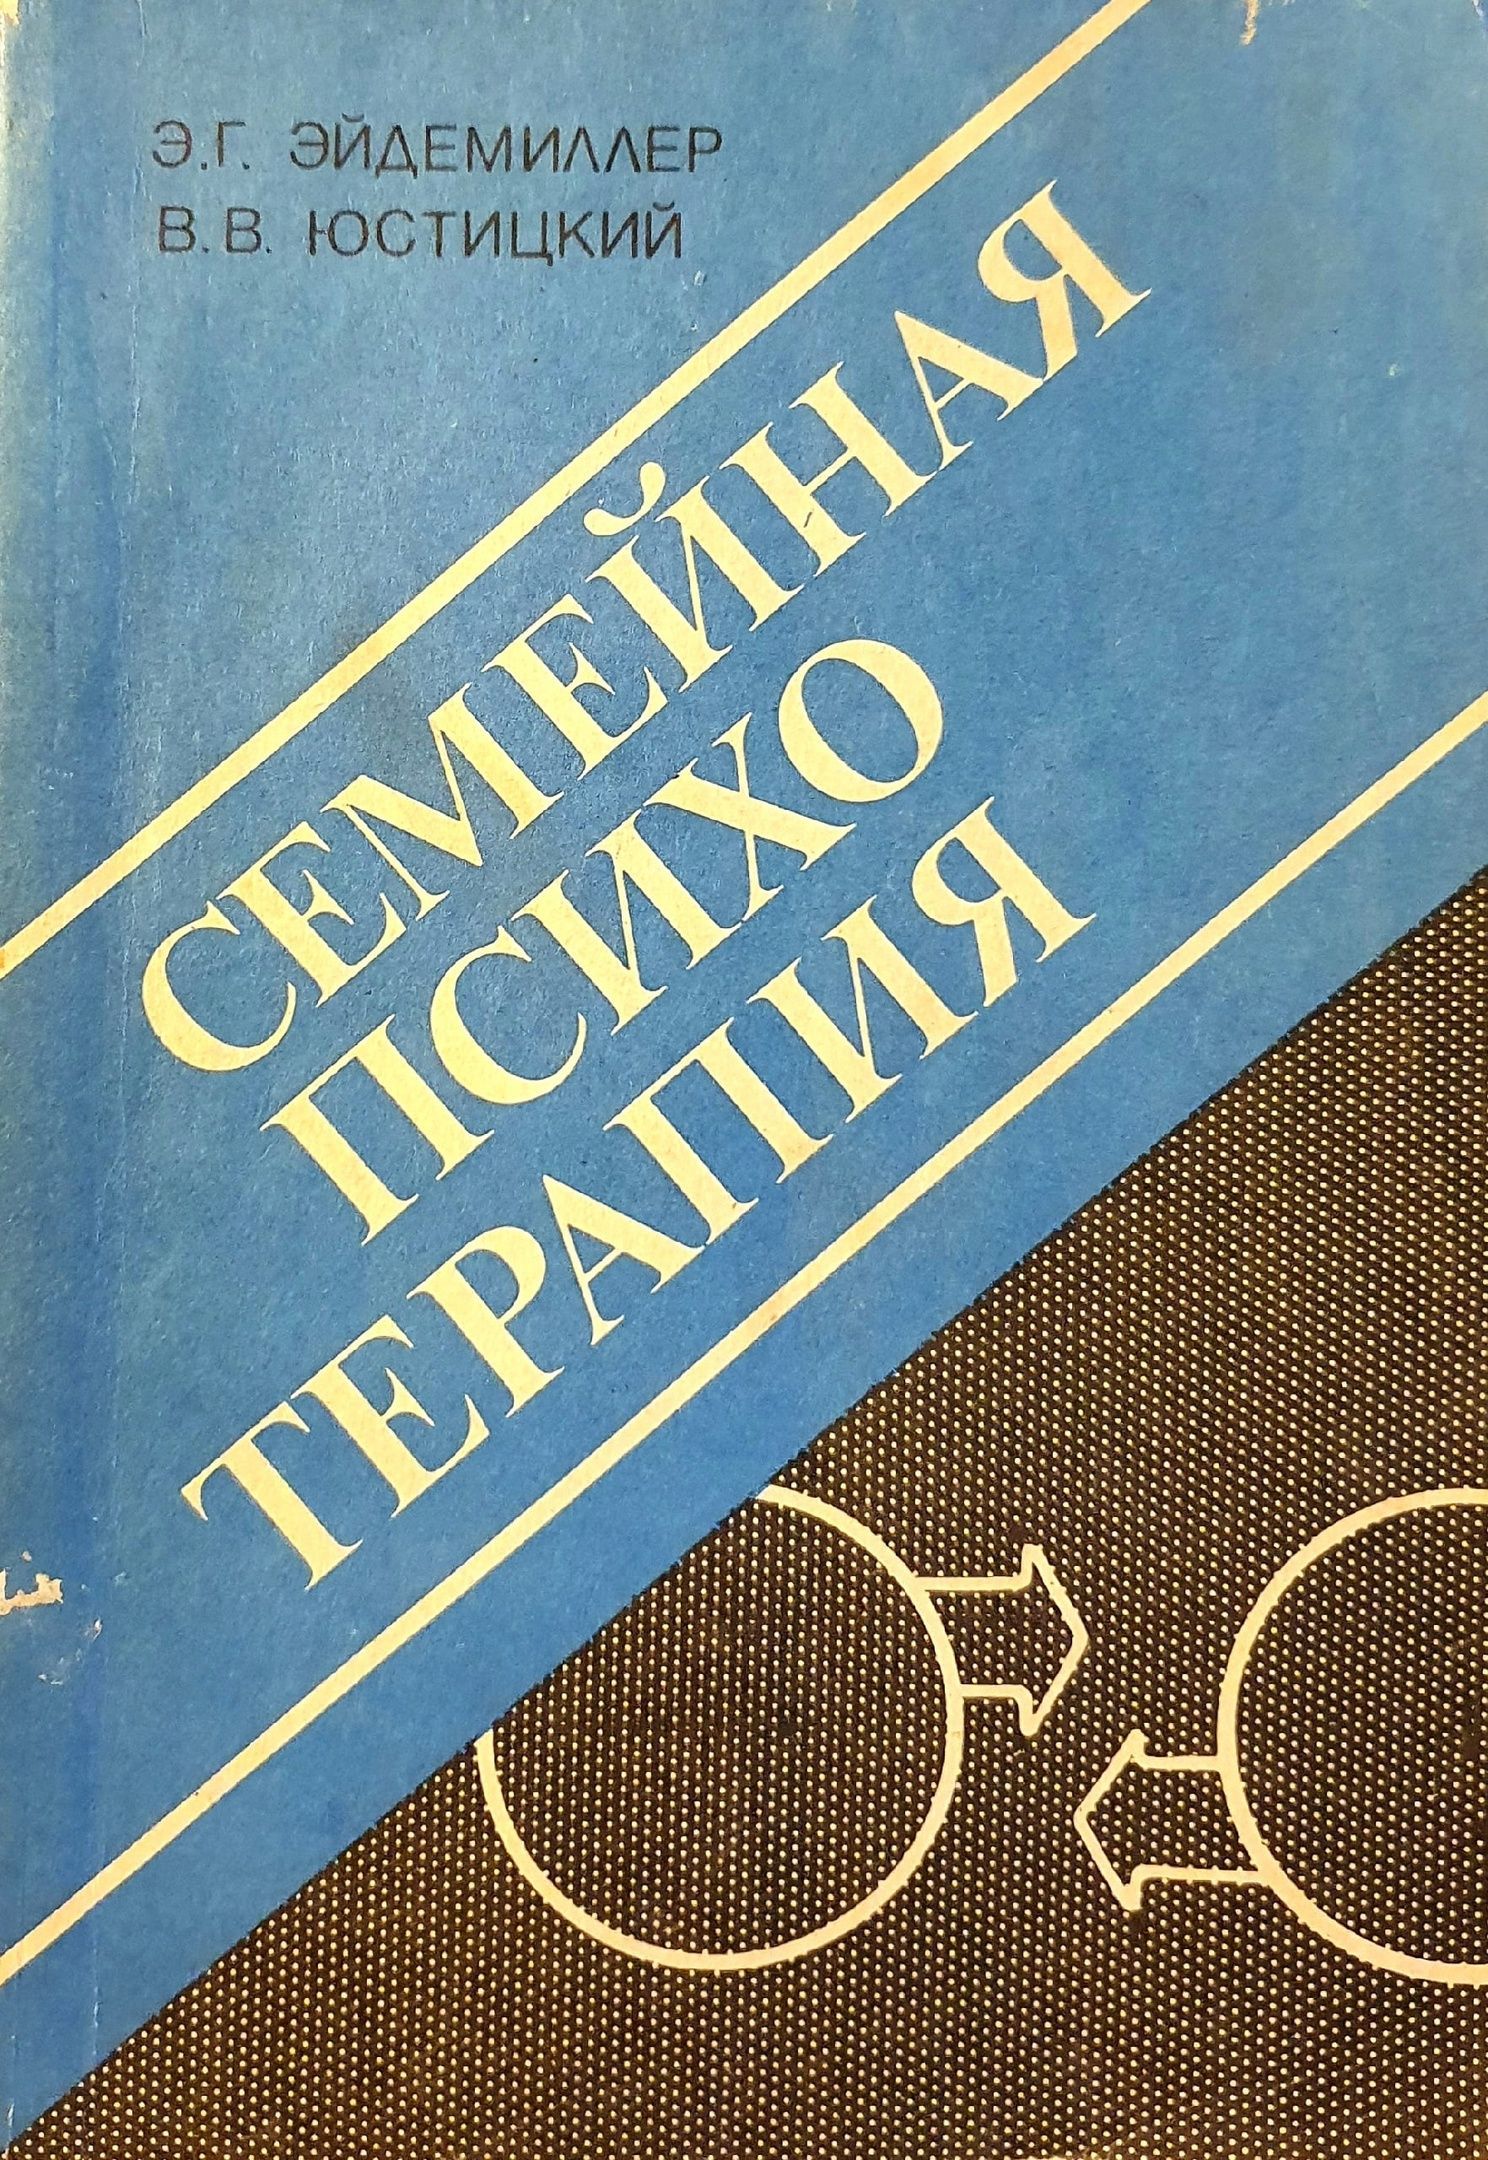 Э.Г. ЭЙДЕМИЛЛЕР
В.В. ЮСТИЦКИЙ
СЕМЕЙНАЯ
ПСИХО
ТЕРАПИЯ